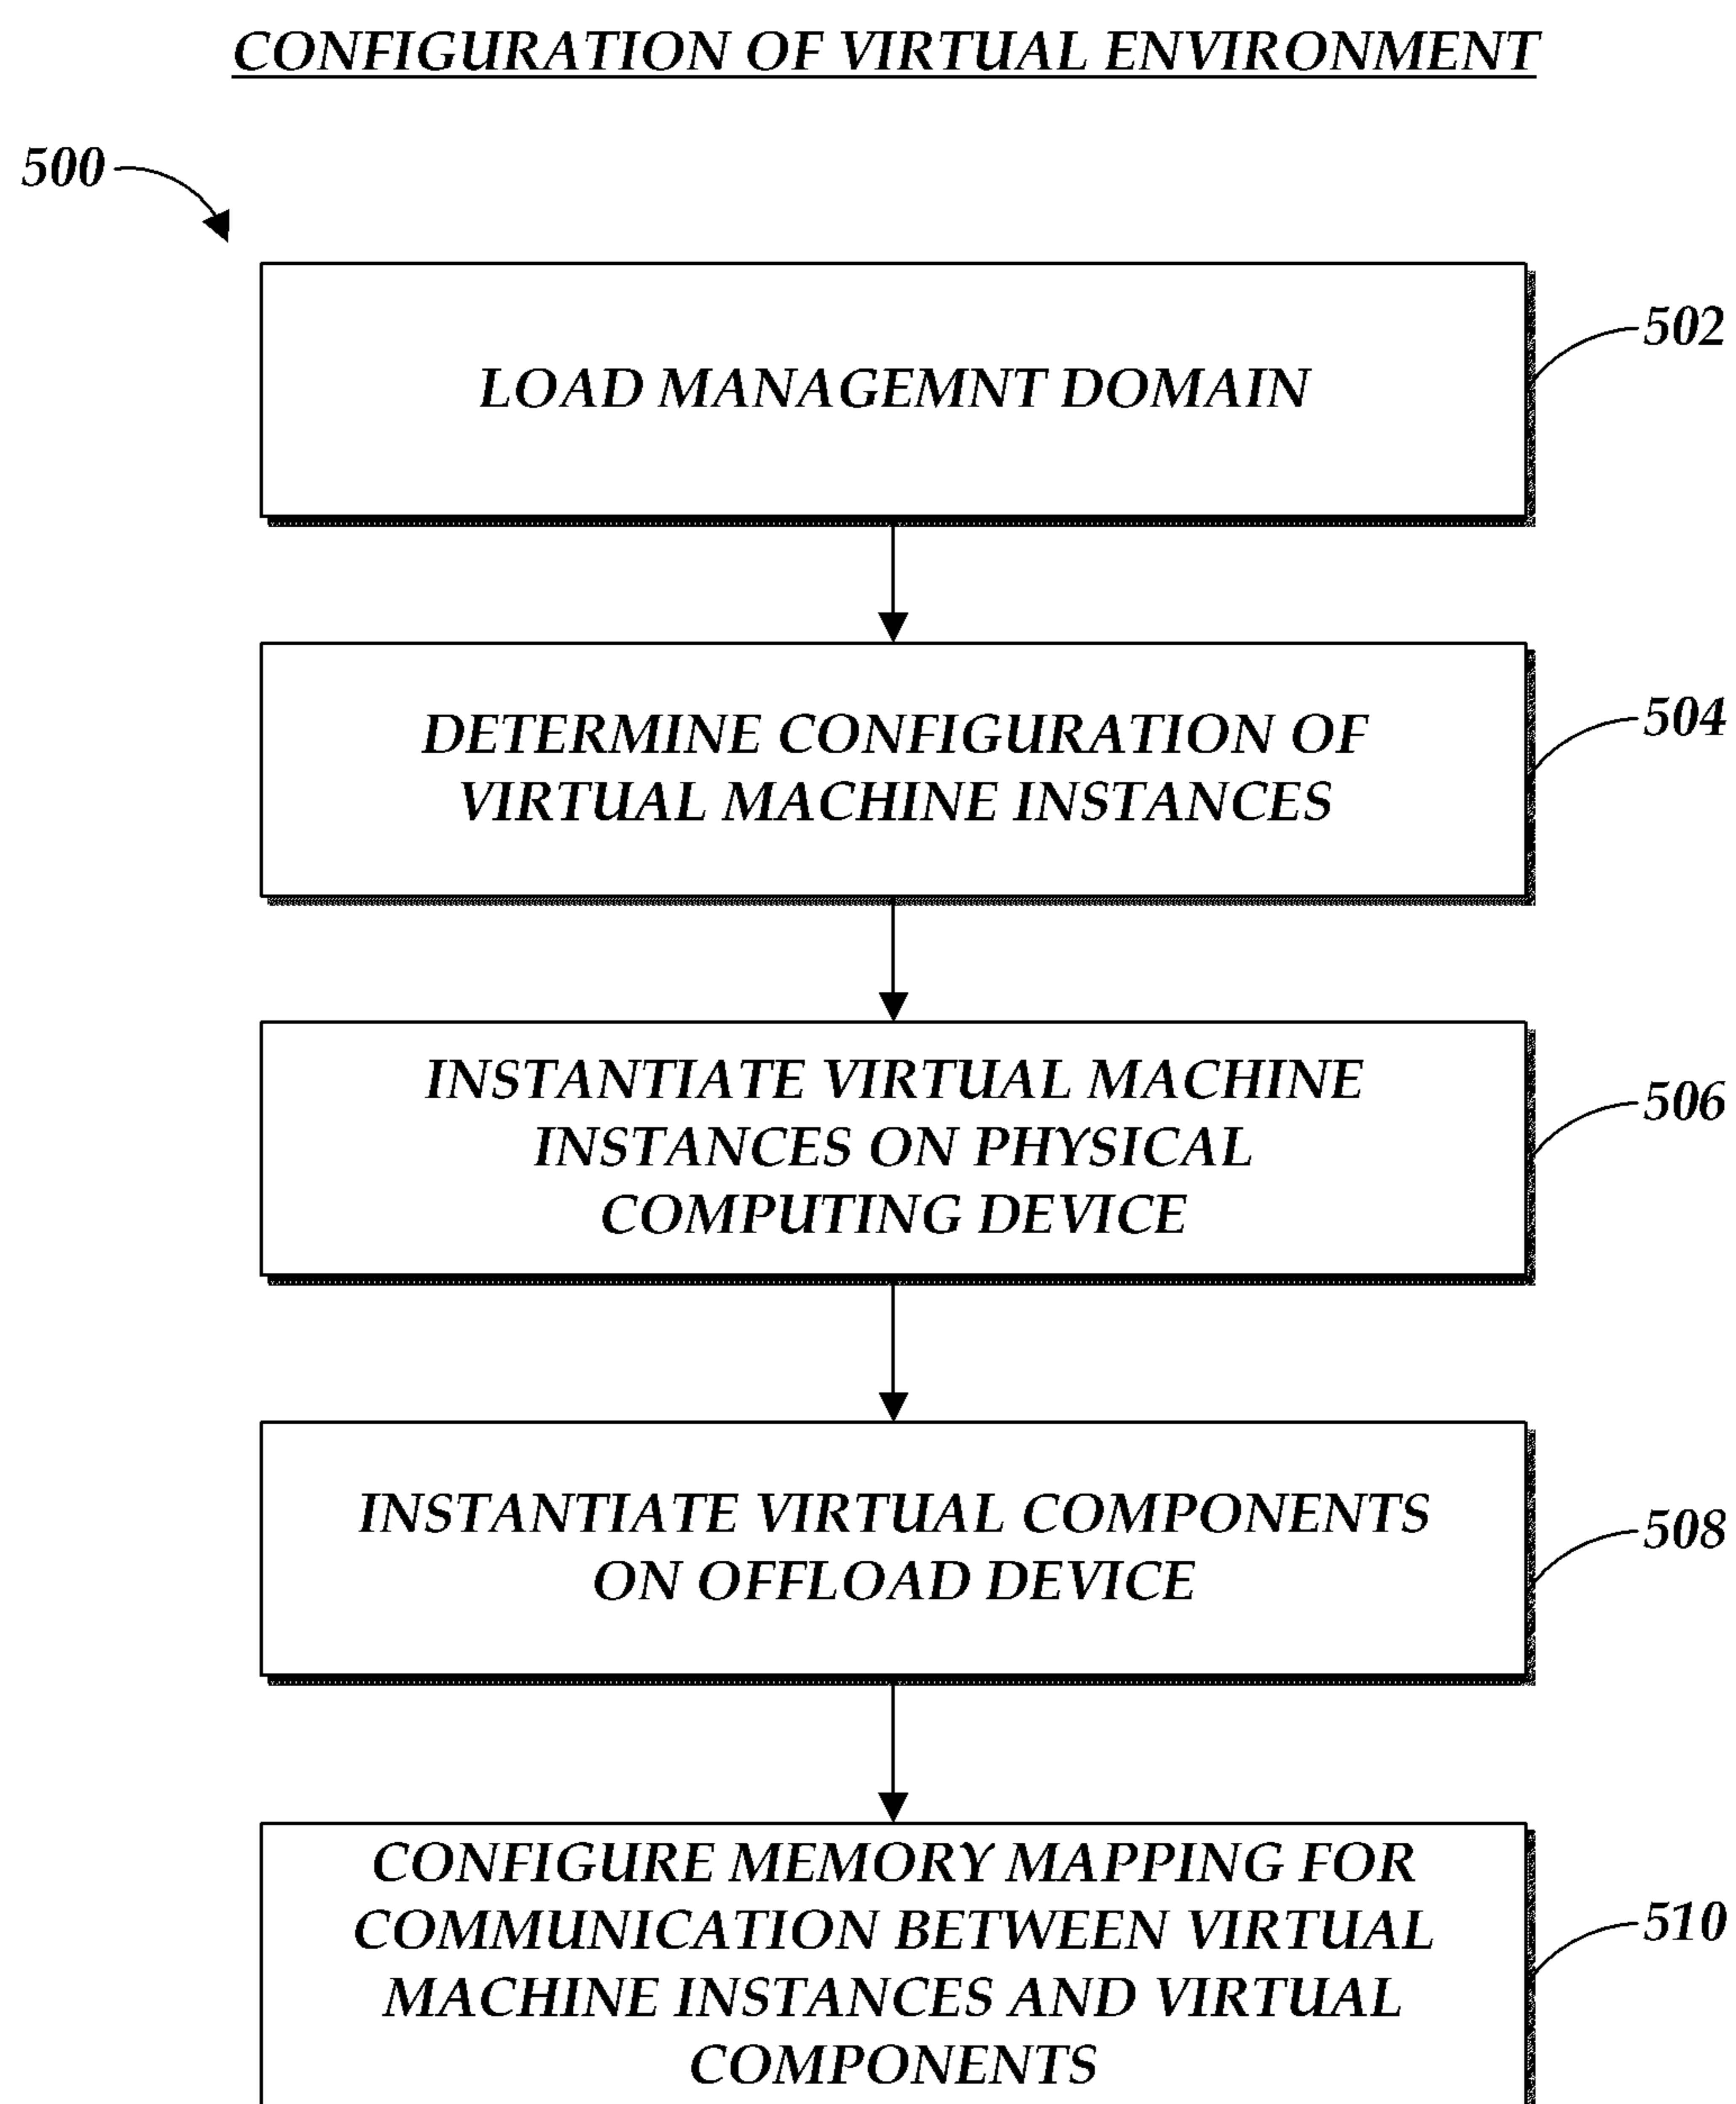 CONFIGURATION OF VIRTUAL ENVIRONMENT
500
LOAD MANAGEMNT DOMAIN
502
DETERMINE CONFIGURATION OF
VIRTUAL MACHINE INSTANCES
504
INSTANTIATE VIRTUAL MACHINE
INSTANCES ON PHYSICAL
COMPUTING DEVICE
506
INSTANTIATE VIRTUAL COMPONENTS
ON OFFLOAD DEVICE
508
CONFIGURE MEMORY MAPPING FOR
COMMUNICATION BETWEEN VIRTUAL
MACHINE INSTANCES AND VIRTUAL
COMPONENTS
510